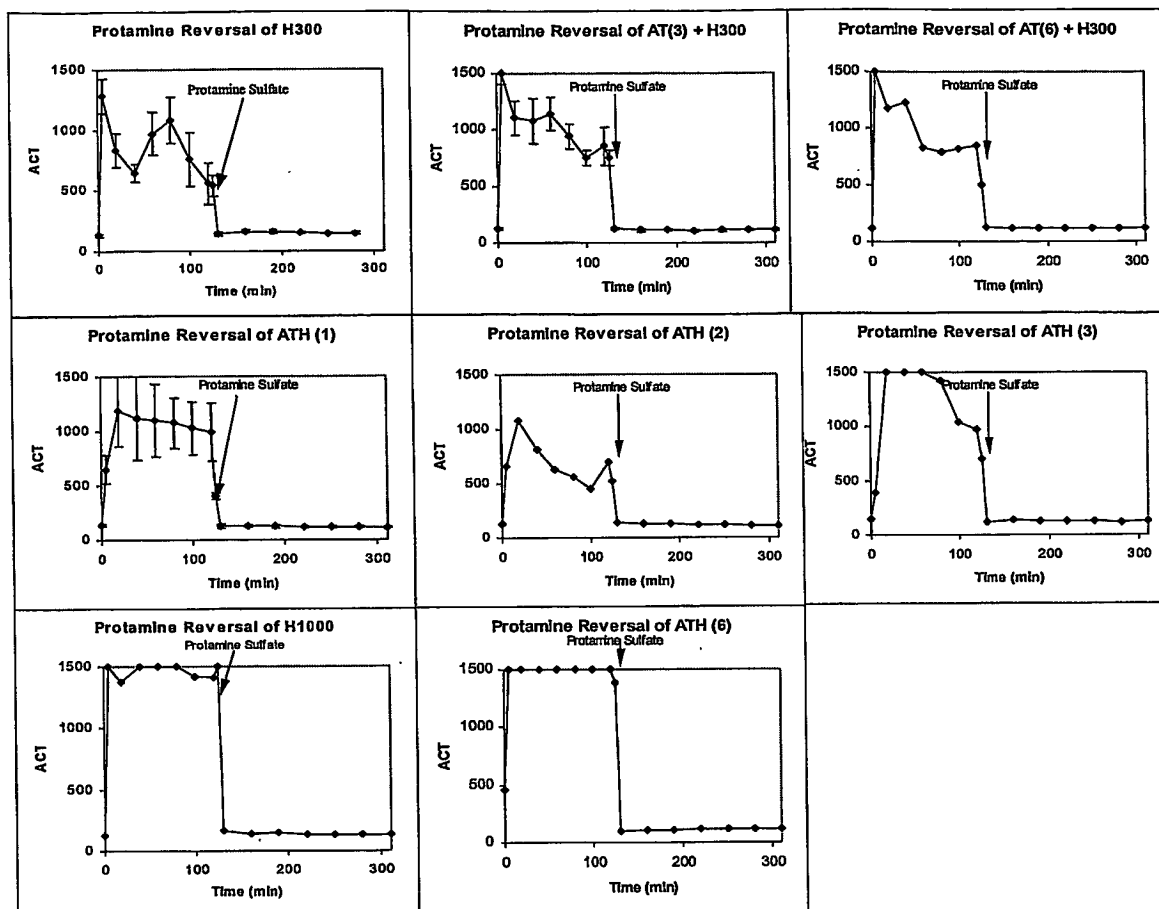 Protamine Reversal of H300
1500
1000
500
0
ACT
Protamine Sulfate
0 100 200 300
Time (min)
Protamine Reversal of AT(3) + H300
1500
1000
500
0
ACT
Protamine Sulfate
0 100 200 300
Time (min)
Protamine Reversal of AT(6) + H300
1500
1000
500
0
ACT
Protamine Sulfate
0 100 200 300
Time (min)
Protamine Reversal of ATH (1)
1500
1000
500
0
ACT
Protamine Sulfate
0 100 200 300
Time (min)
Protamine Reversal of ATH (2)
1500
1000
500
0
ACT
Protamine Sulfate
0 100 200 300
Time (min)
Protamine Reversal of ATH (3)
1500
1000
500
0
ACT
Protamine Sulfate
0 100 200 300
Time (min)
Protamine Reversal of H1000
Protamine Sulfate
1500
1000
500
0
ACT
0 100 200 300
Time (min)
Protamine Reversal of ATH (6)
Protamine Sulfate
1500
1000
500
0
ACT
0 100 200 300
Time (min)